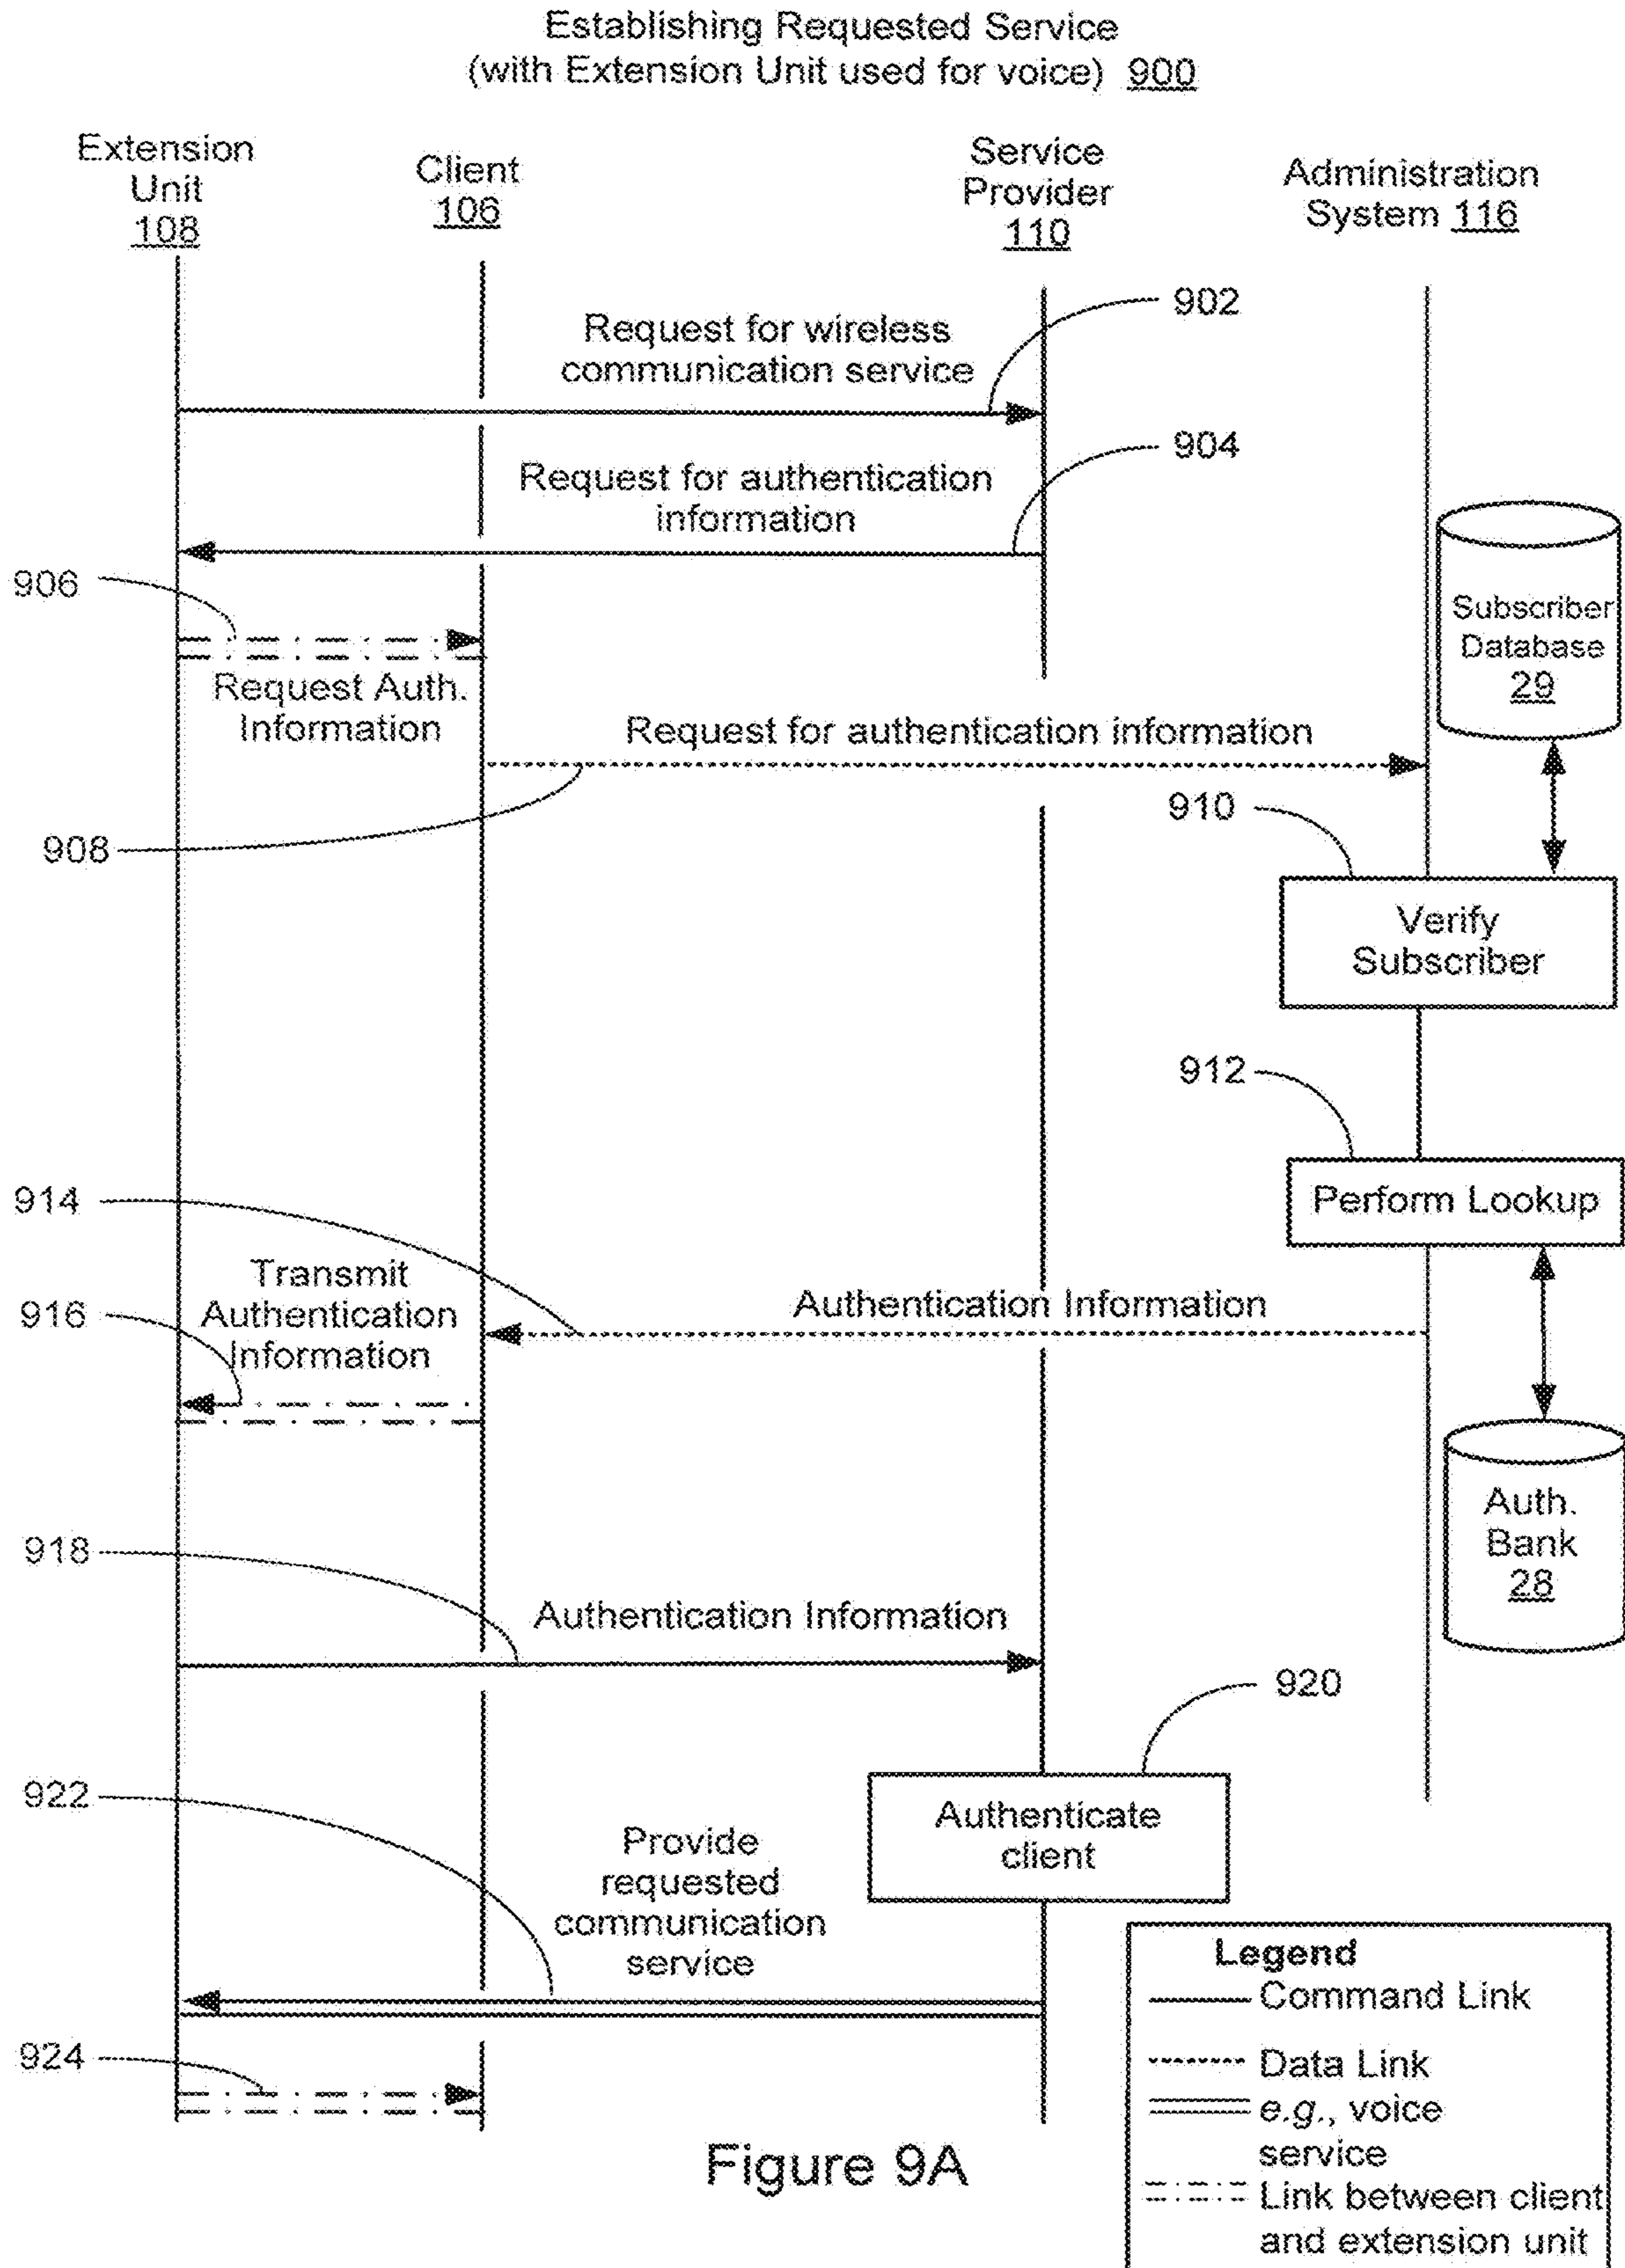 Establishing Requested Service
(with Extension Unit used for voice) 900
Extension
Unit
108
Client
106
Service
Provider
110
Administration
System 116
902
Request for wireless
communication service
904
Request for authentication
information
906
Subscriber
Database
29
Request Auth.
Information
Request for authentication information
908
910
Verify
Subscriber
912
Perform Lookup
914
Transmit
Authentication
Information
916
Authentication Information
Auth.
Bank
28
918
Authentication Information
920
922
Authenticate
client
Provide
requested
communication
service
924
Legend
Command Link
Data Link
e.g., voice
service
Link between client
and extension unit
Figure 9A